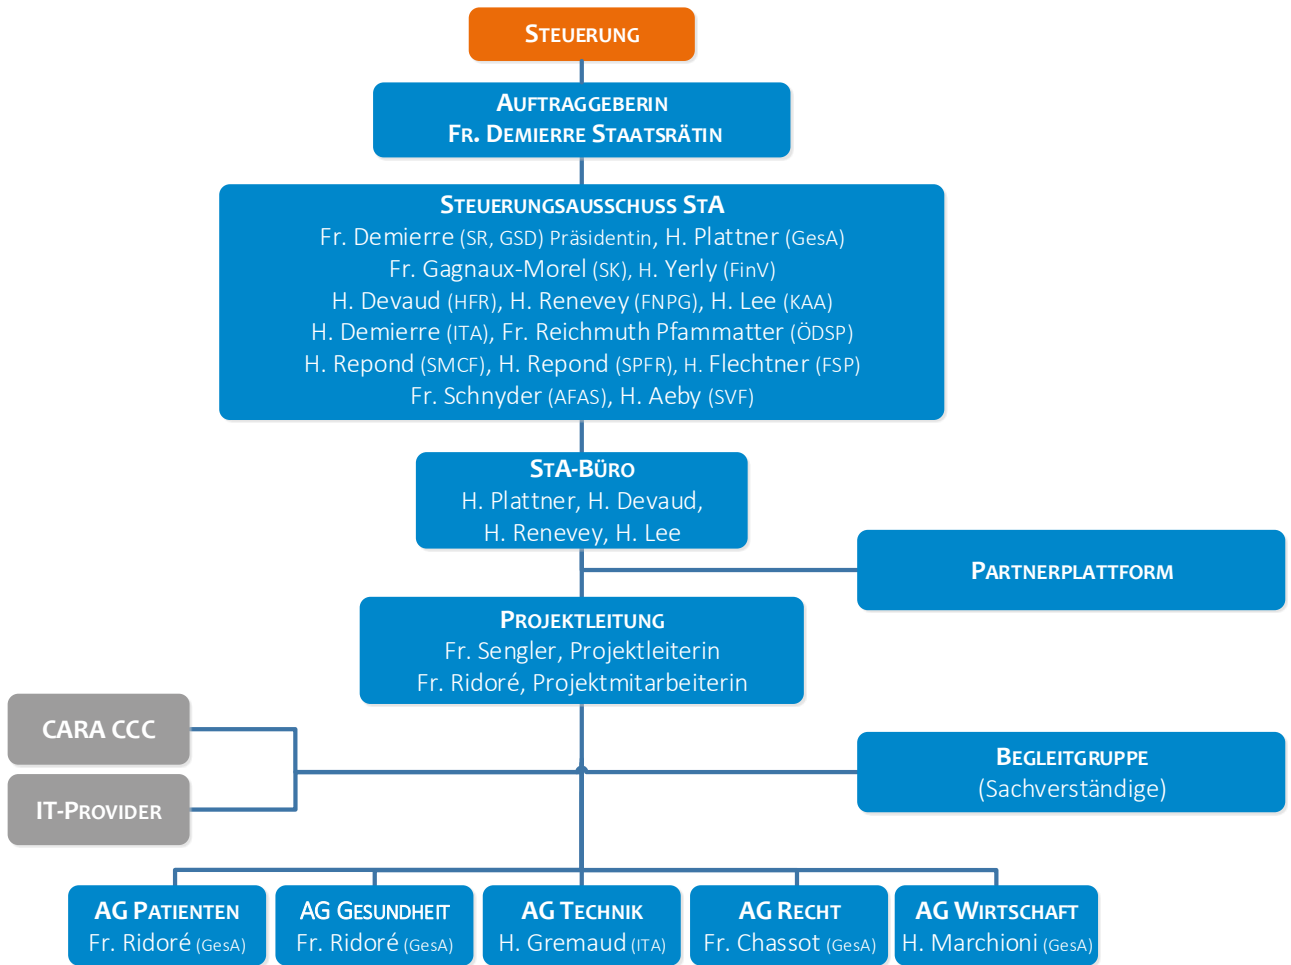 Steuerung
Auftraggeberin
Fr. Demierre Staatsrätin
Steuerungsausschuss StA
Fr. Demierre (SR, GSD) Präsidentin, H. Plattner (GesA)
Fr. Gagnaux-Morel (SK), H. Yerly (FinV)
H. Devaud (HFR), H. Renevey (FNPG), H. Lee (KAA)
H. Demierre (ITA), Fr. Reichmuth Pfammatter (ÖDSP)
H. Repond (SMCF), H. Repond (SPFR), H. Flechtner (FSP)
Fr. Schnyder (AFAS), H. Aeby (SVF)
StA-Büro
H. Plattner, H. Devaud,
H. Renevey, H. Lee
Partnerplattform
Projektleitung
Fr. Sengler, Projektleiterin
Fr. Ridoré, Projektmitarbeiterin
CARA CCC
IT-Provider
Begleitgruppe
(Sachverständige)
AG Patienten
Fr. Ridoré (GesA)
AG Gesundheit
Fr. Ridoré (GesA)
AG Technik
H. Gremaud (ITA)
AG Recht
Fr. Chassot (GesA)
AG Wirtschaft
H. Marchioni (GesA)